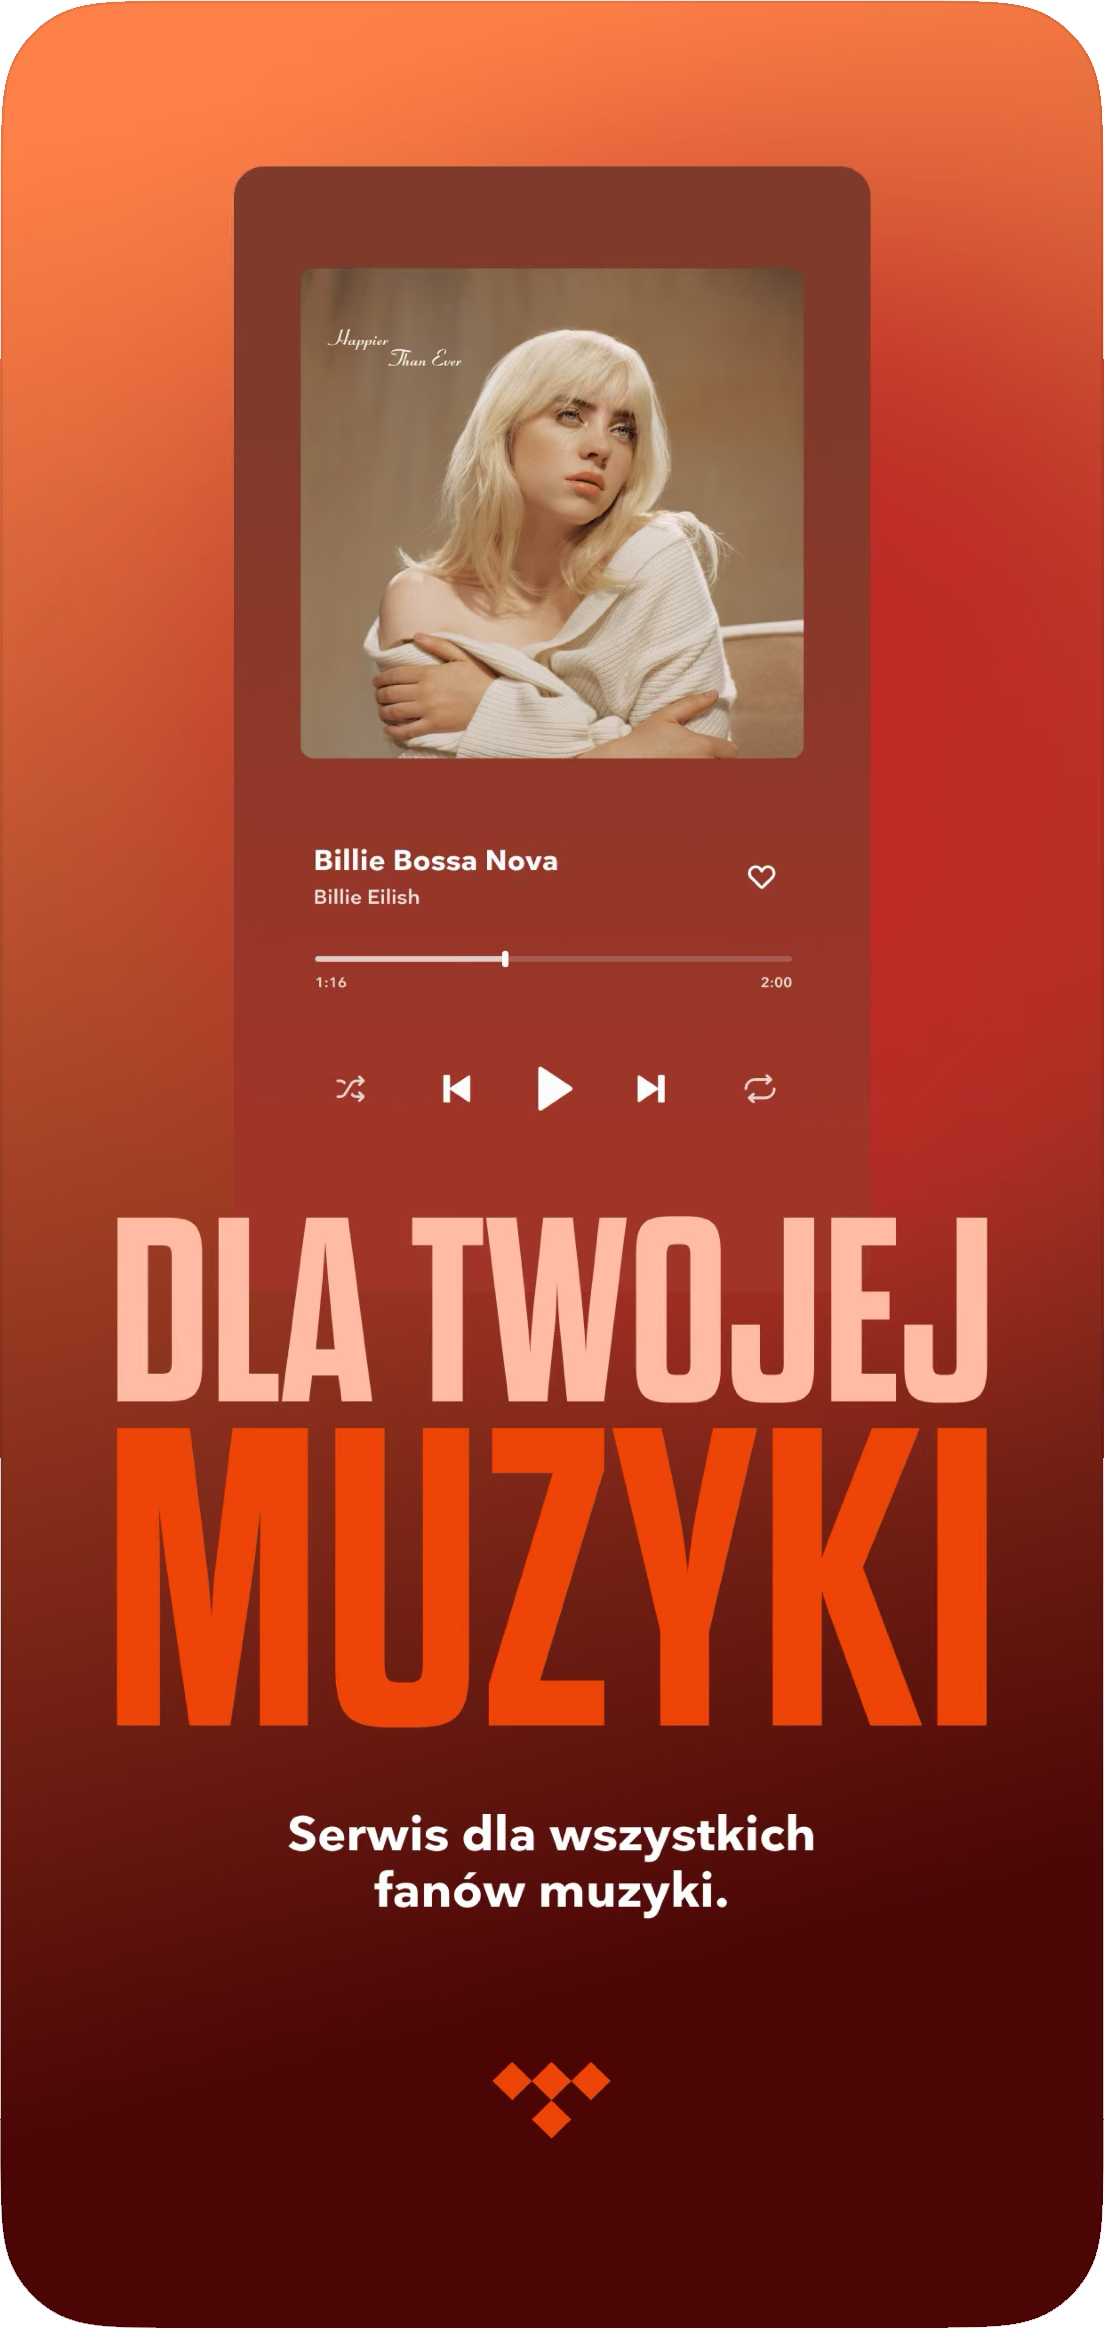 Happier
Than Ever
Billie Bossa Nova
Billie Eilish
1:16 2:00
DLA TWOJEJ
MUZYKI
Serwis dla wszystkich
fanów muzyki.